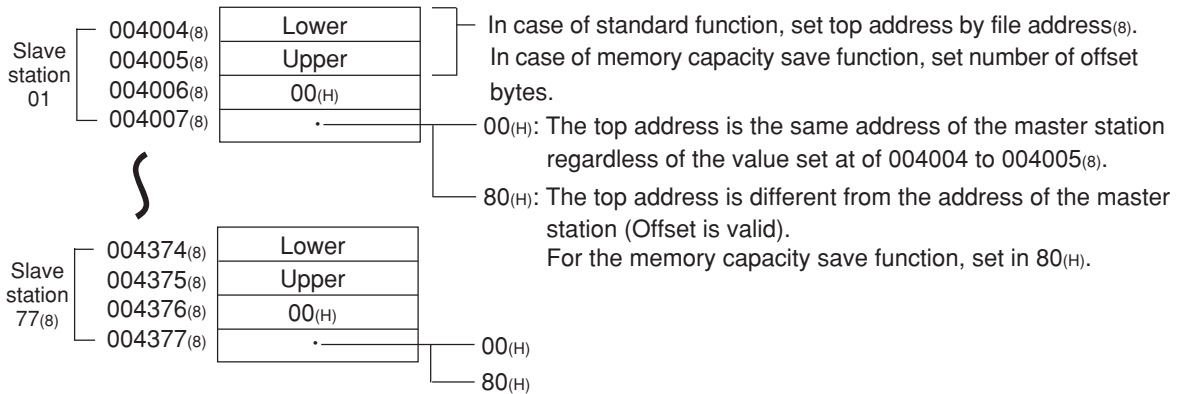 004004(8) Lower
In case of standard function, set top address by file address(8).
Slave station 01
004005(8) Upper
In case of memory capacity save function, set number of offset
bytes.
004006(8) 00(H)
004007(8)
00(H): The top address is the same address of the master station
regardless of the value set at of 004004 to 004005(8).
80(H): The top address is different from the address of the master
station (Offset is valid).
For the memory capacity save function, set in 80(H).
Slave station 77(8)
004374(8) Lower
004375(8) Upper
004376(8) 00(H)
004377(8)
00(H)
80(H)